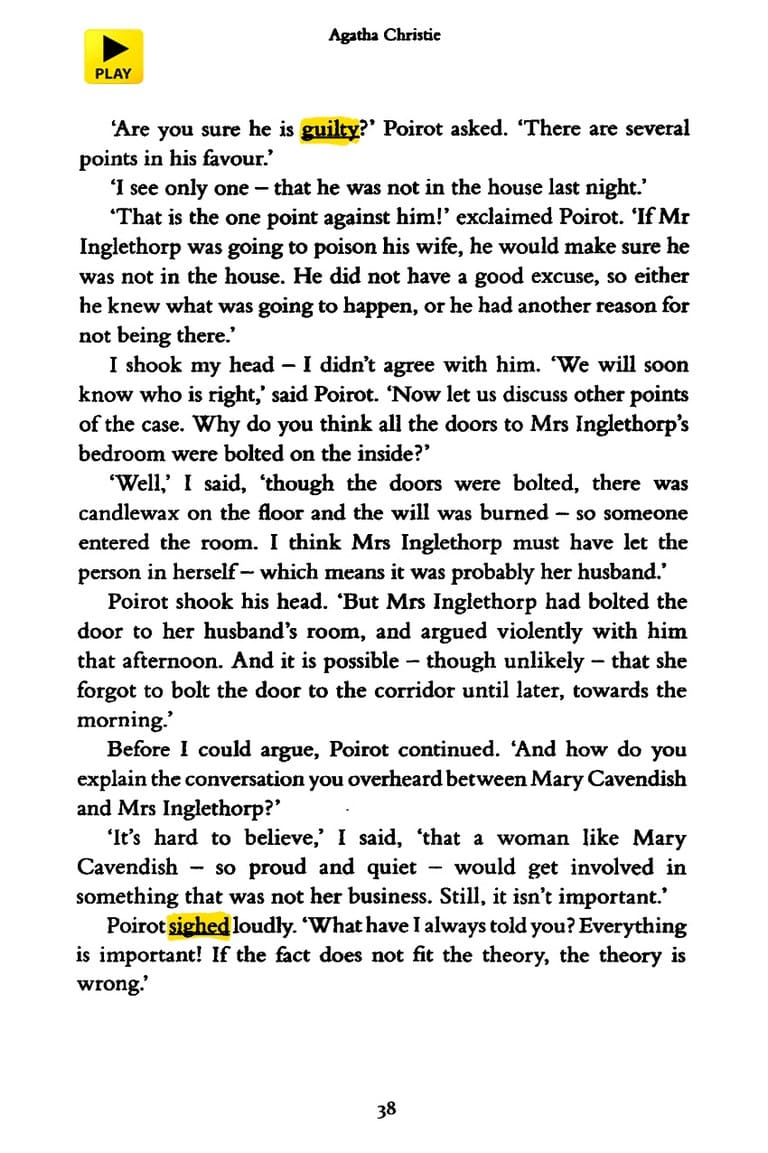 Agatha Christie
PLAY
‘Are you sure he is guilty?’ Poirot asked. ‘There are several
points in his favour.’
‘I see only one – that he was not in the house last night.’
‘That is the one point against him!’ exclaimed Poirot. ‘If Mr
Inglethorp was going to poison his wife, he would make sure he
was not in the house. He did not have a good excuse, so either
he knew what was going to happen, or he had another reason for
not being there.’
I shook my head – I didn’t agree with him. ‘We will soon
know who is right,’ said Poirot. ‘Now let us discuss other points
of the case. Why do you think all the doors to Mrs Inglethorp’s
bedroom were bolted on the inside?’
‘Well,’ I said, ‘though the doors were bolted, there was
candlewax on the floor and the will was burned – so someone
entered the room. I think Mrs Inglethorp must have let the
person in herself – which means it was probably her husband.’
Poirot shook his head. ‘But Mrs Inglethorp had bolted the
door to her husband’s room, and argued violently with him
that afternoon. And it is possible – though unlikely – that she
forgot to bolt the door to the corridor until later, towards the
morning.’
Before I could argue, Poirot continued. ‘And how do you
explain the conversation you overheard between Mary Cavendish
and Mrs Inglethorp?’
‘It’s hard to believe,’ I said, ‘that a woman like Mary
Cavendish – so proud and quiet – would get involved in
something that was not her business. Still, it isn’t important.’
Poirot sighed loudly. ‘What have I always told you? Everything
is important! If the fact does not fit the theory, the theory is
wrong.’
38